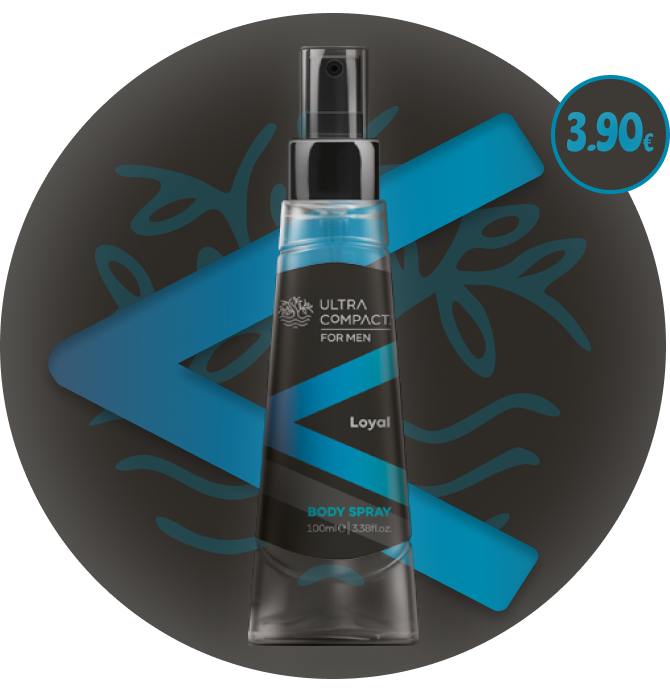 3.90€
ULTRA
COMPACT
FOR MEN
Loyal
BODY SPRAY
100ml ℮ | 3.38fl.oz.